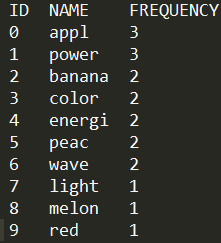 ID NAME FREQUENCY
0 appl 3
1 power 3
2 banana 2
3 color 2
4 energi 2
5 peac 2
6 wave 2
7 light 1
8 melon 1
9 red 1